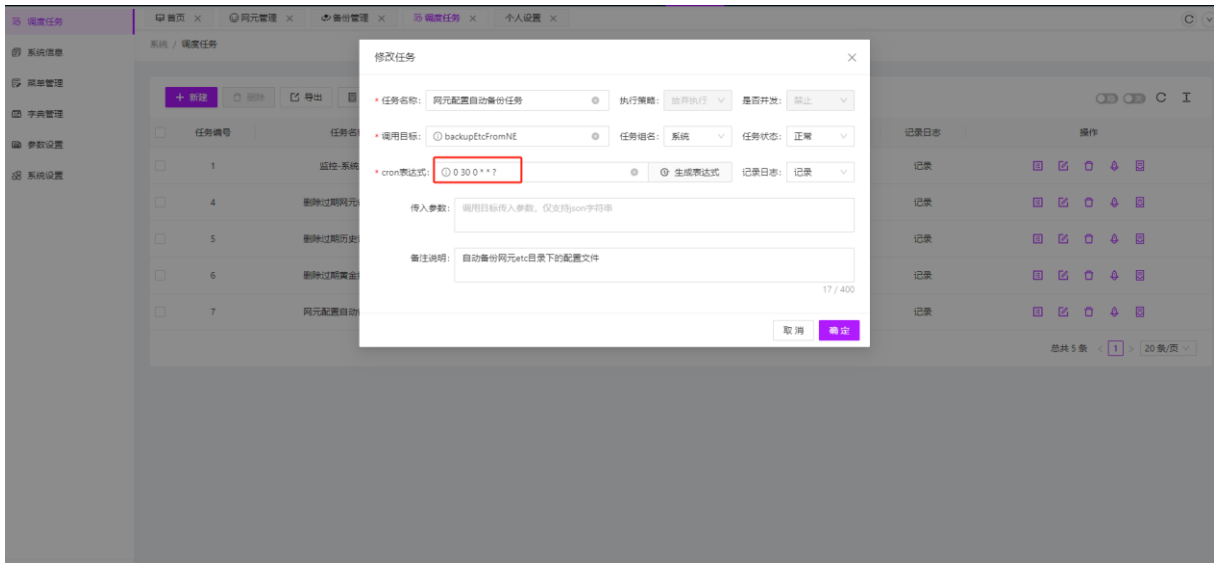 调度任务
首页
网元管理
备份管理
调度任务
个人设置
系统信息
菜单管理
字典管理
参数设置
系统设置
系统 / 调度任务
新建
删除
导出
任务编号
任务名
记录日志
操作
1
监控-系统
记录
4
删除过期网元
记录
5
删除过期历史
记录
6
删除过期黄金
记录
7
网元配置自动
记录
总共 5 条
1
20 条/页
修改任务
* 任务名称: 网元配置自动备份任务
执行策略: 放弃执行
是否并发: 禁止
* 调用目标: backupEtcFromNE
任务组名: 系统
任务状态: 正常
* cron表达式: 0 30 0 * * ?
生成表达式
记录日志: 记录
传入参数: 调用目标传入参数，仅支持json字符串
备注说明: 自动备份网元etc目录下的配置文件
17 / 400
取消
确定